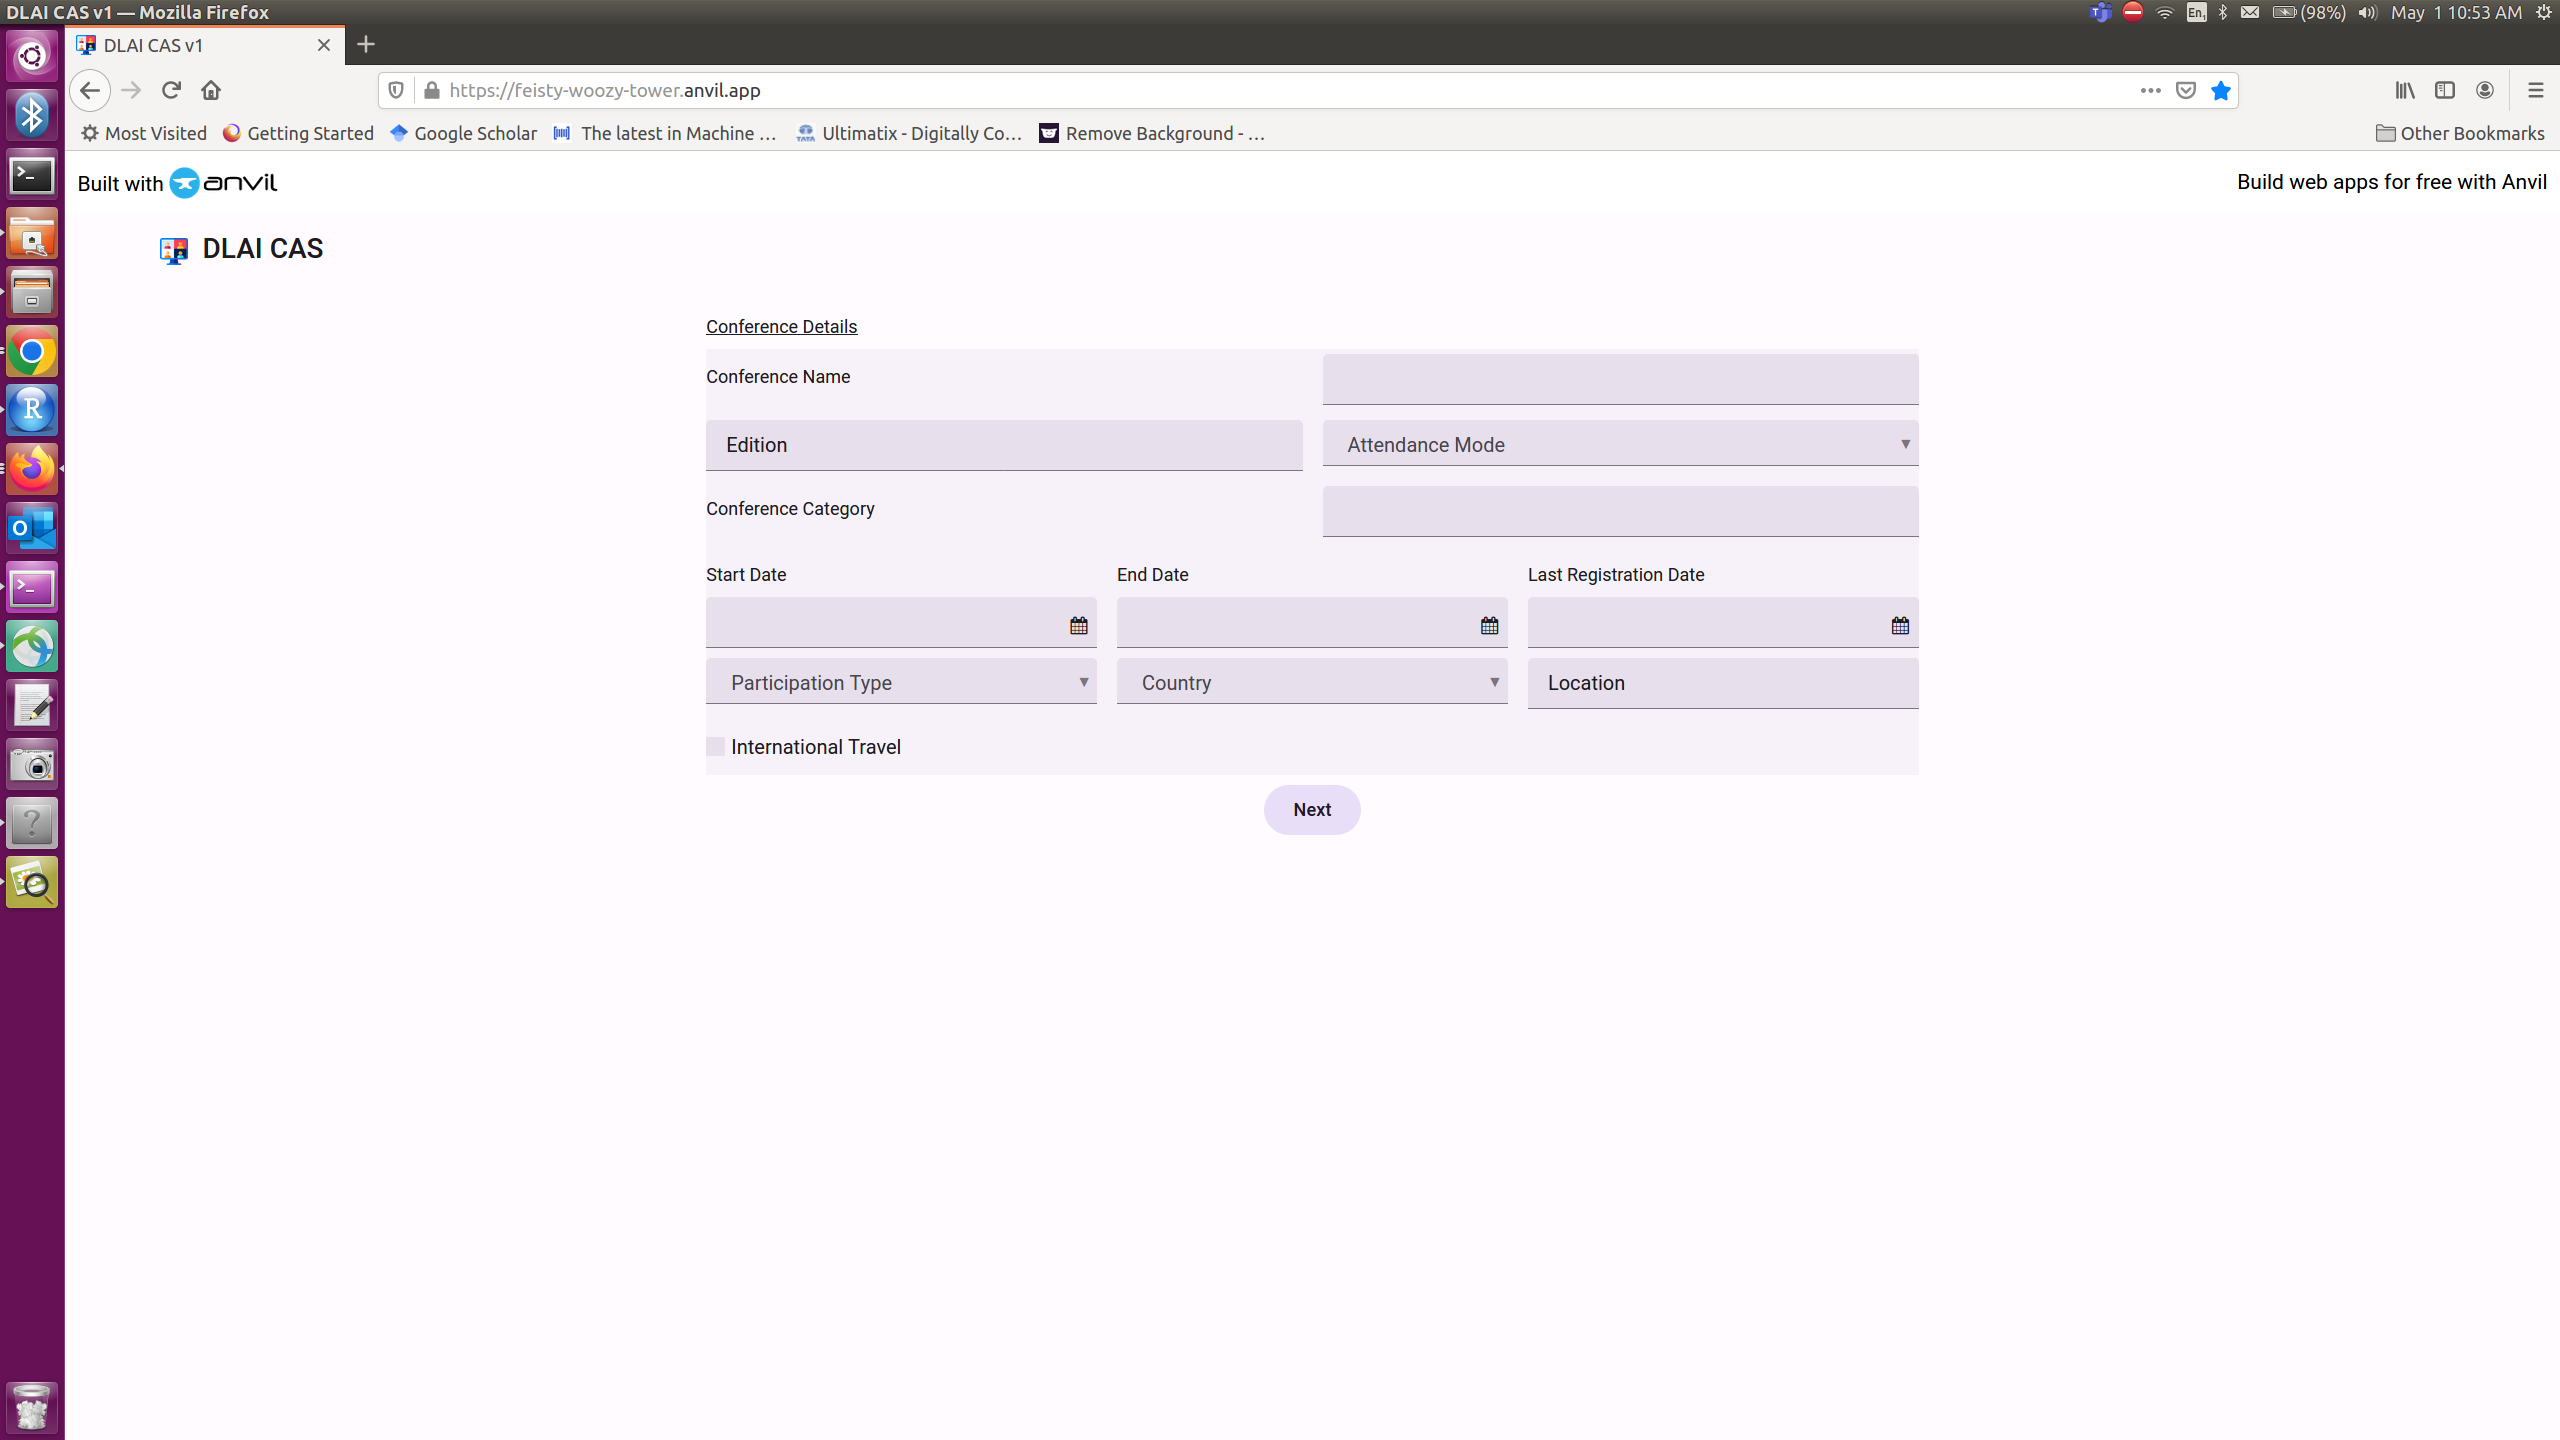 DLAI CAS v1 — Mozilla Firefox
En1
(98%)
May 1 10:53 AM
DLAI CAS v1
https://feisty-woozy-tower.anvil.app
Most Visited
Getting Started
Google Scholar
The latest in Machine ...
Ultimatix - Digitally Co...
Remove Background - ...
Other Bookmarks
Built with anvil
Build web apps for free with Anvil
DLAI CAS
Conference Details
Conference Name
Edition
Attendance Mode
Conference Category
Start Date
End Date
Last Registration Date
Participation Type
Country
Location
International Travel
Next